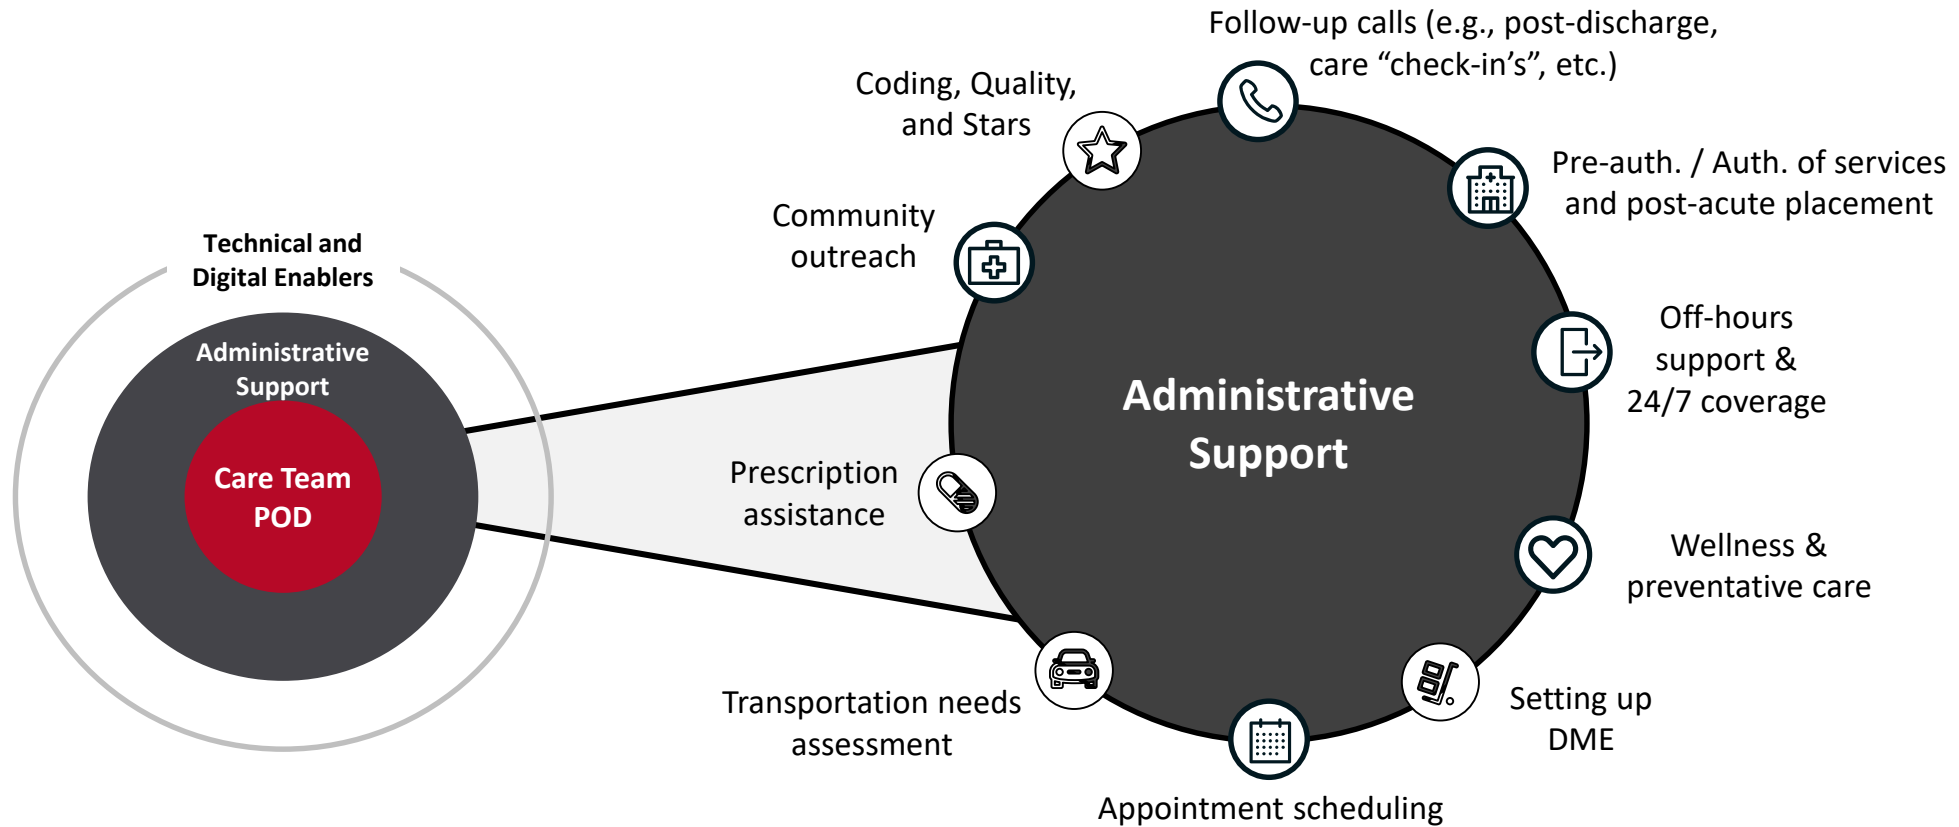 Technical and
Digital Enablers
Administrative
Support
Care Team
POD
Follow-up calls (e.g., post-discharge,
care “check-in’s”, etc.)
Pre-auth. / Auth. of services
and post-acute placement
Off-hours
support &
24/7 coverage
Wellness &
preventative care
Setting up
DME
Appointment scheduling
Transportation needs
assessment
Prescription
assistance
Community
outreach
Coding, Quality,
and Stars
Administrative
Support